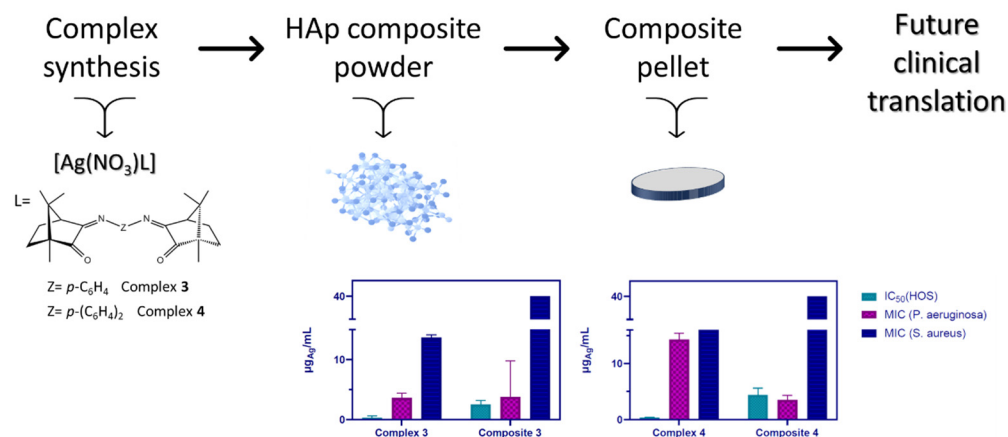 Complex
synthesis
HAp composite
powder
Composite
pellet
Future
clinical
translation
[Ag(NO3)L]
L=
N
Z
N
O
O
Z= p-C6H4 Complex 3
Z= p-(C6H4)2 Complex 4
µgAg/mL
40
10
0
Complex 3
Composite 3
µgAg/mL
40
10
0
Complex 4
Composite 4
IC50(HOS)
MIC (P. aeruginosa)
MIC (S. aureus)